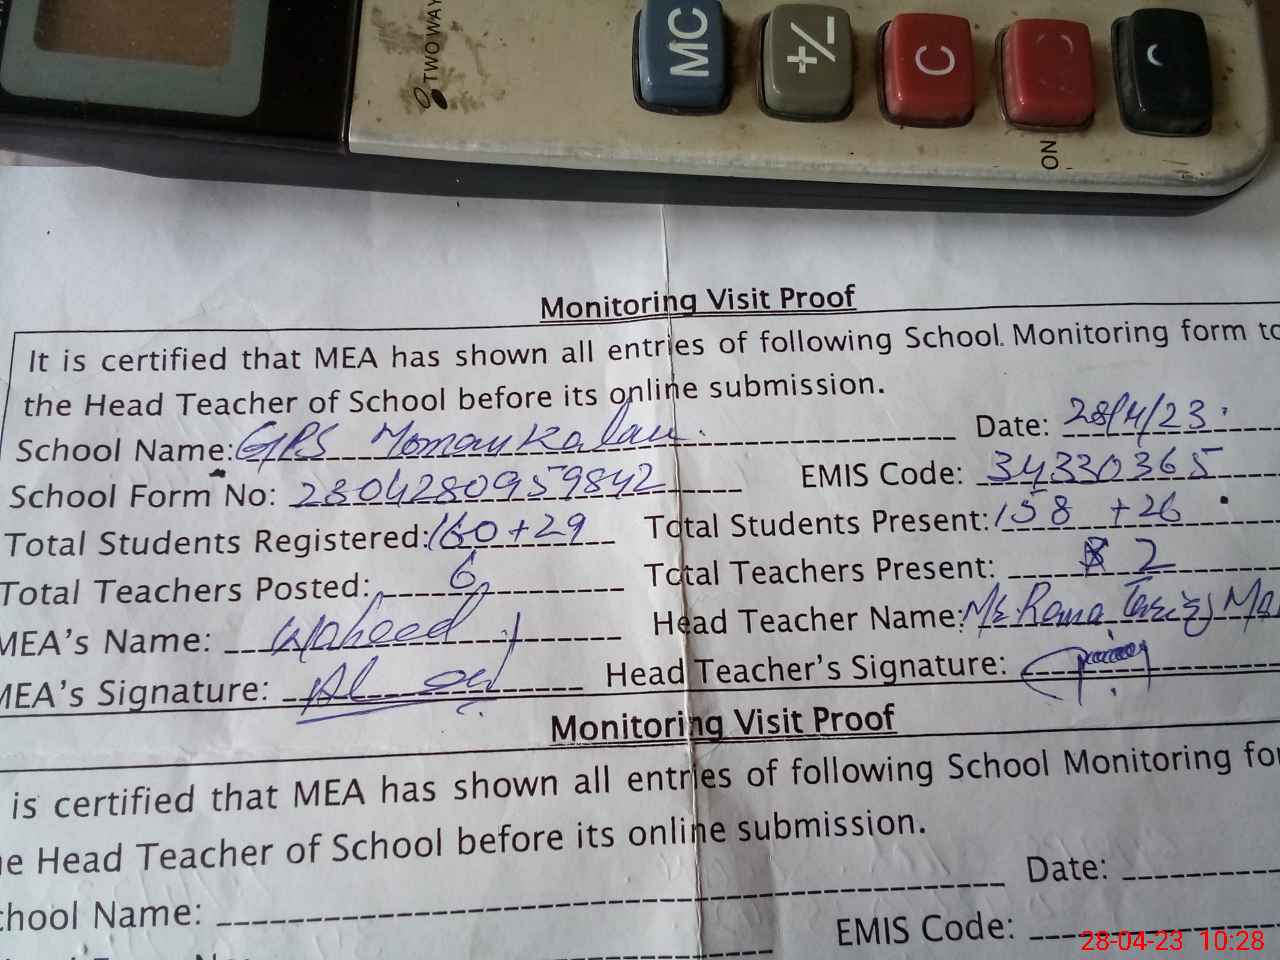 TWO WAY
MC +/- C ON
Monitoring Visit Proof
It is certified that MEA has shown all entries of following School Monitoring form to
the Head Teacher of School before its online submission.
School Name: GPS Moman Kalan. Date: 28/4/23
School Form No: 2804280959842 EMIS Code: 34330365
Total Students Registered: 160+29 Total Students Present: 158 +26
Total Teachers Posted: 6 Total Teachers Present: 2
MEA's Name: Waheed Head Teacher Name: Ms Rana
MEA's Signature: Head Teacher's Signature:
Monitoring Visit Proof
is certified that MEA has shown all entries of following School Monitoring fo
e Head Teacher of School before its online submission.
chool Name: Date:
EMIS Code:
28-04-23 10:28